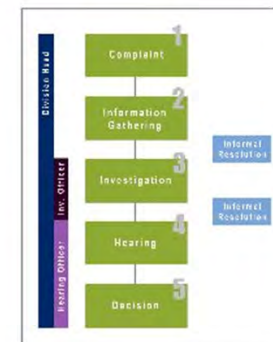 Division Head
Inv. Officer
Hearing Officer
1
Complaint
2
Information
Gathering
3
Investigation
4
Hearing
5
Decision
Informal
Resolution
Informal
Resolution